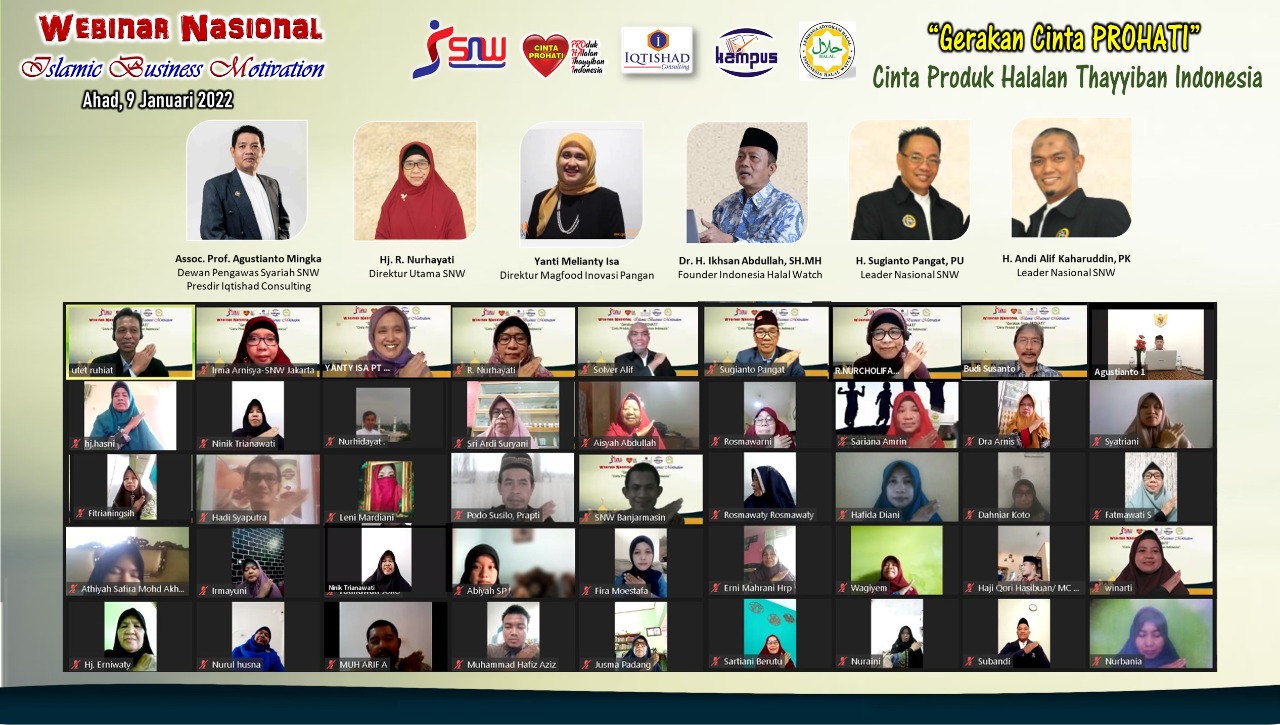 WEBINAR NASIONAL
Islamic Business Motivation
Ahad, 9 Januari 2022
SNW
CINTA
PROHATI
PROduk
HAlalan
Thayyiban
Indonesia
i
IQTISHAD
Consulting
kampus
HALAL
“Gerakan Cinta PROHATI”
Cinta Produk Halalan Thayyiban Indonesia
Assoc. Prof. Agustianto Mingka
Dewan Pengawas Syariah SNW
Presdir Iqtishad Consulting
Hj. R. Nurhayati
Direktur Utama SNW
Yanti Melianty Isa
Direktur Magfood Inovasi Pangan
Dr. H. Ikhsan Abdullah, SH.MH
Founder Indonesia Halal Watch
H. Sugianto Pangat, PU
Leader Nasional SNW
H. Andi Alif Kaharuddin, PK
Leader Nasional SNW
utet ruhiat
Irma Arnisya-SNW Jakarta
YANTY ISA PT ...
R. Nurhayati
Solver Alif
Sugianto Pangat
R.NURCHOLIFA...
Budi Susanto
Agustianto 1
hj.hasni
Ninik Trianawati
Nurhidayat .
Sri Ardi Suryani
Aisyah Abdullah
Rosmawarni
Sariana Amrin
Dra Arnis
Syatriani
Fitrianingsih
Hadi Syaputra
Leni Mardiani
Podo Susilo, Prapti
SNW Banjarmasin
Rosmawaty Rosmawaty
Hafida Diani
Dahniar Koto
Fatmawati S
Athiyah Safira Mohd Akh...
Irmayuni
Ninik Trianawati
Abiyah SP
Fira Moestafa
Erni Mahrani Hrp
Wagiyem
Haji Qori Hasibuan/ MC ...
winarti
Hj. Erniwaty
Nurul husna
MUH ARIF A
Muhammad Hafiz Aziz
Jusma Padang
Sartiani Berutu
Nuraini
Subandi
Nurbania